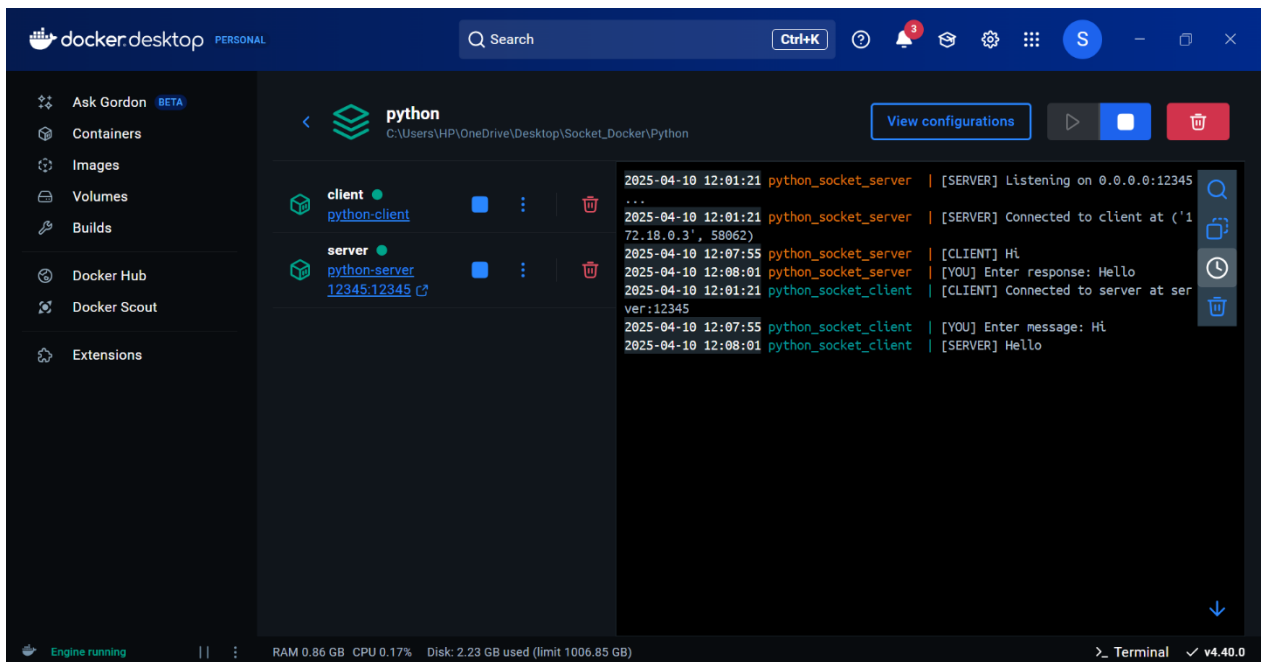 docker.desktop PERSONAL
Search
Ctrl+K
3
S
Ask Gordon BETA
Containers
Images
Volumes
Builds
Docker Hub
Docker Scout
Extensions
python
C:\Users\HP\OneDrive\Desktop\Socket_Docker\Python
View configurations
client
python-client
server
python-server
12345:12345
2025-04-10 12:01:21 python_socket_server | [SERVER] Listening on 0.0.0.0:12345
...
2025-04-10 12:01:21 python_socket_server | [SERVER] Connected to client at ('1
72.18.0.3', 58062)
2025-04-10 12:07:55 python_socket_server | [CLIENT] Hi
2025-04-10 12:08:01 python_socket_server | [YOU] Enter response: Hello
2025-04-10 12:01:21 python_socket_client | [CLIENT] Connected to server at ser
ver:12345
2025-04-10 12:07:55 python_socket_client | [YOU] Enter message: Hi
2025-04-10 12:08:01 python_socket_client | [SERVER] Hello
Engine running
RAM 0.86 GB CPU 0.17% Disk: 2.23 GB used (limit 1006.85 GB)
>_ Terminal
v4.40.0